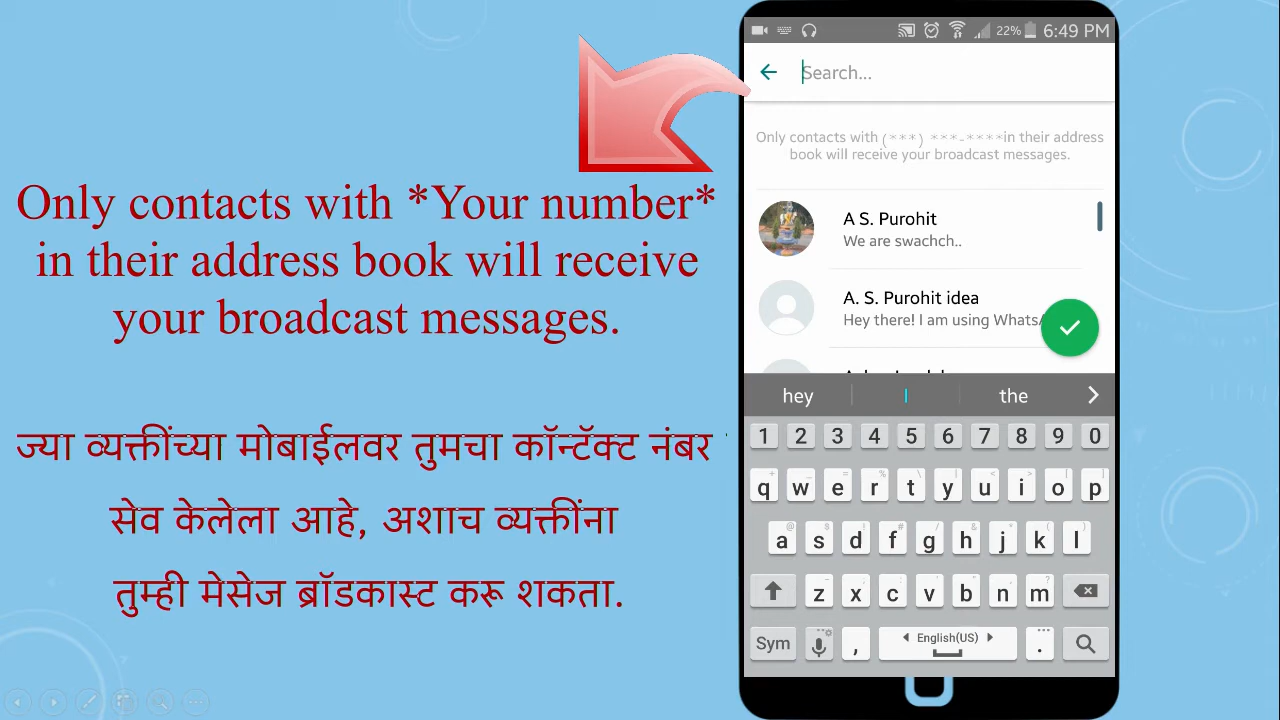 Only contacts with *Your number*
in their address book will receive
your broadcast messages.
ज्या व्यक्तींच्या मोबाईलवर तुमचा कॉन्टॅक्ट नंबर
सेव केलेला आहे, अशाच व्यक्तींना
तुम्ही मेसेज ब्रॉडकास्ट करू शकता.
22% 6:49 PM
Search...
Only contacts with (***) ***-****in their address
book will receive your broadcast messages.
A S. Purohit
We are swachch..
A. S. Purohit idea
Hey there! I am using Whats
hey I the
1 2 3 4 5 6 7 8 9 0
q w e r t y u i o p
a s d f g h j k l
z x c v b n m
Sym , English(US) .